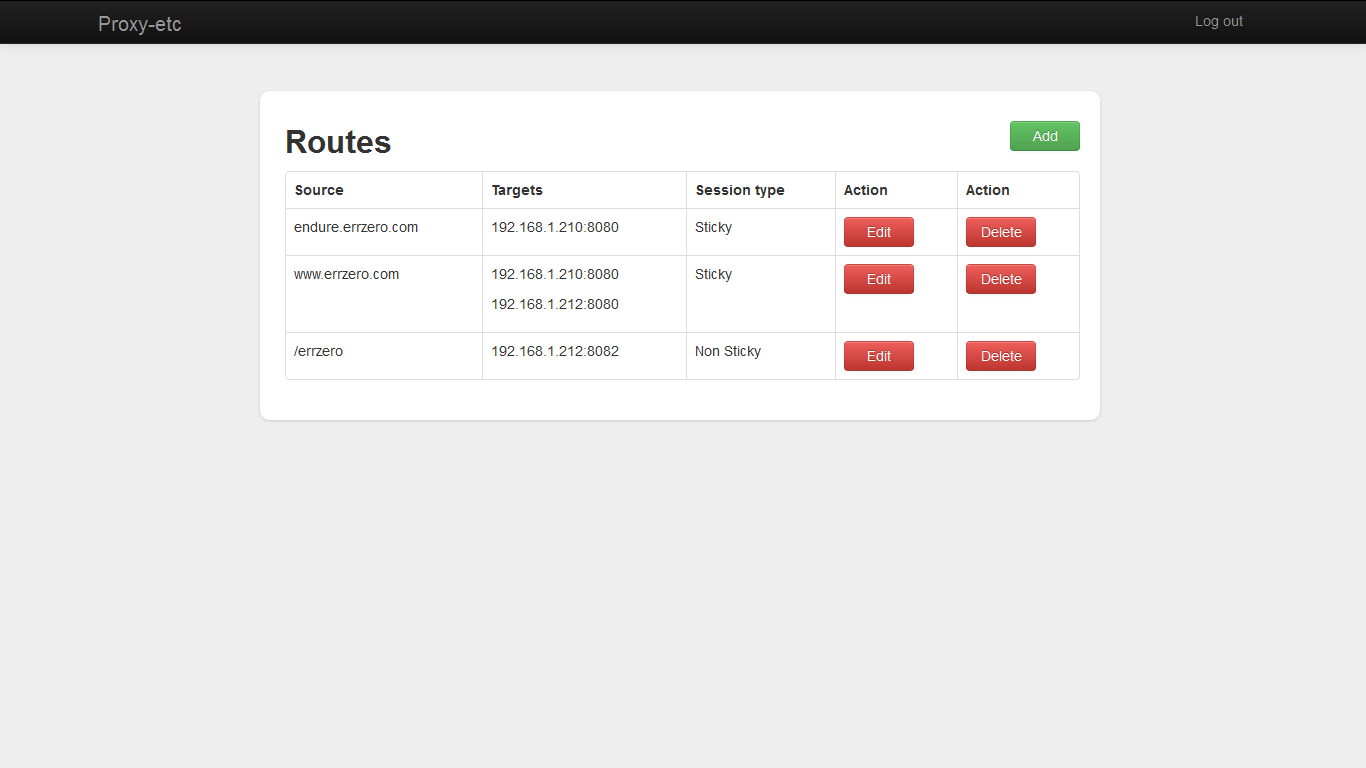 Proxy-etc Log out
Routes Add
Source Targets Session type Action Action
endure.errzero.com 192.168.1.210:8080 Sticky Edit Delete
www.errzero.com 192.168.1.210:8080 Sticky Edit Delete
192.168.1.212:8080
/errzero 192.168.1.212:8082 Non Sticky Edit Delete